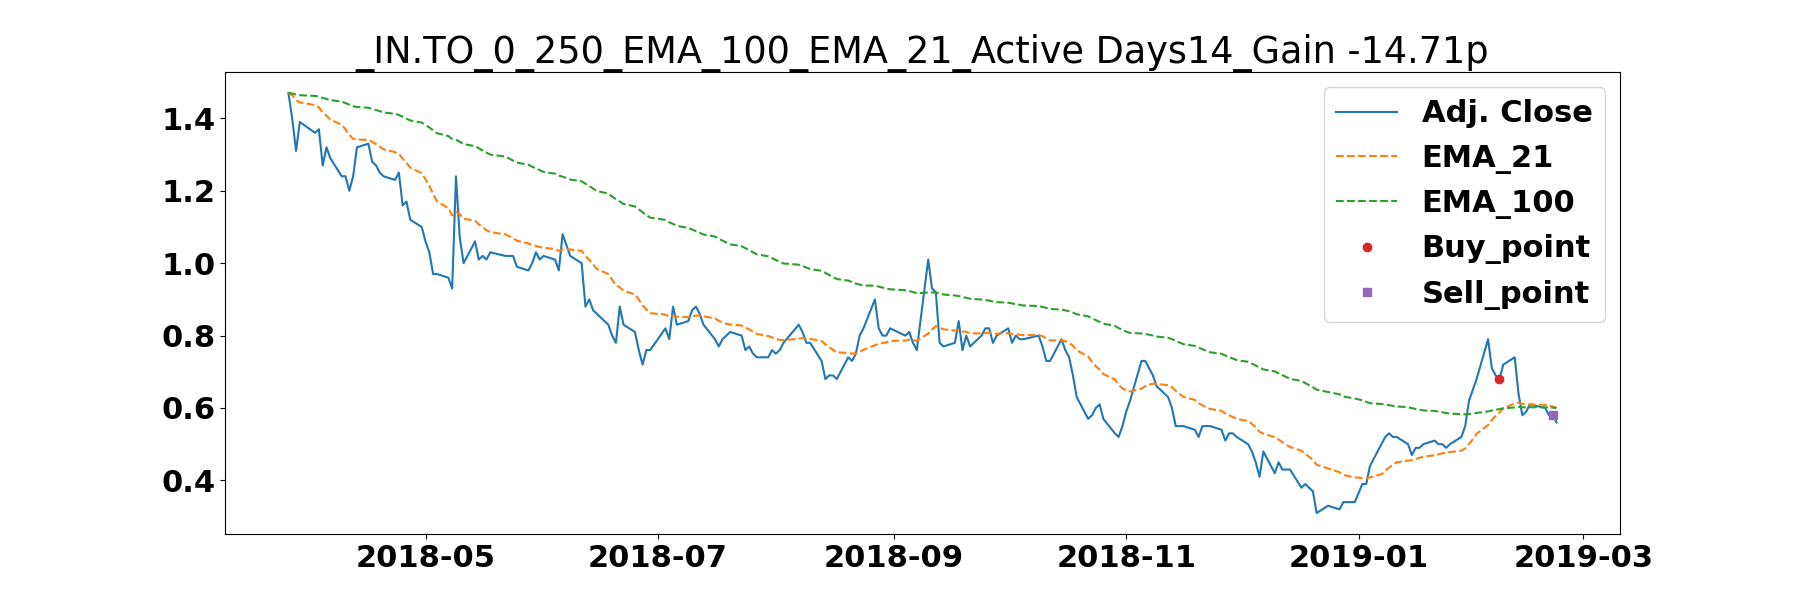 _IN.TO_0_250_EMA_100_EMA_21_Active Days14_Gain -14.71p
Adj. Close
EMA_21
EMA_100
Buy_point
Sell_point
1.4
1.2
1.0
0.8
0.6
0.4
2018-05 2018-07 2018-09 2018-11 2019-01 2019-03